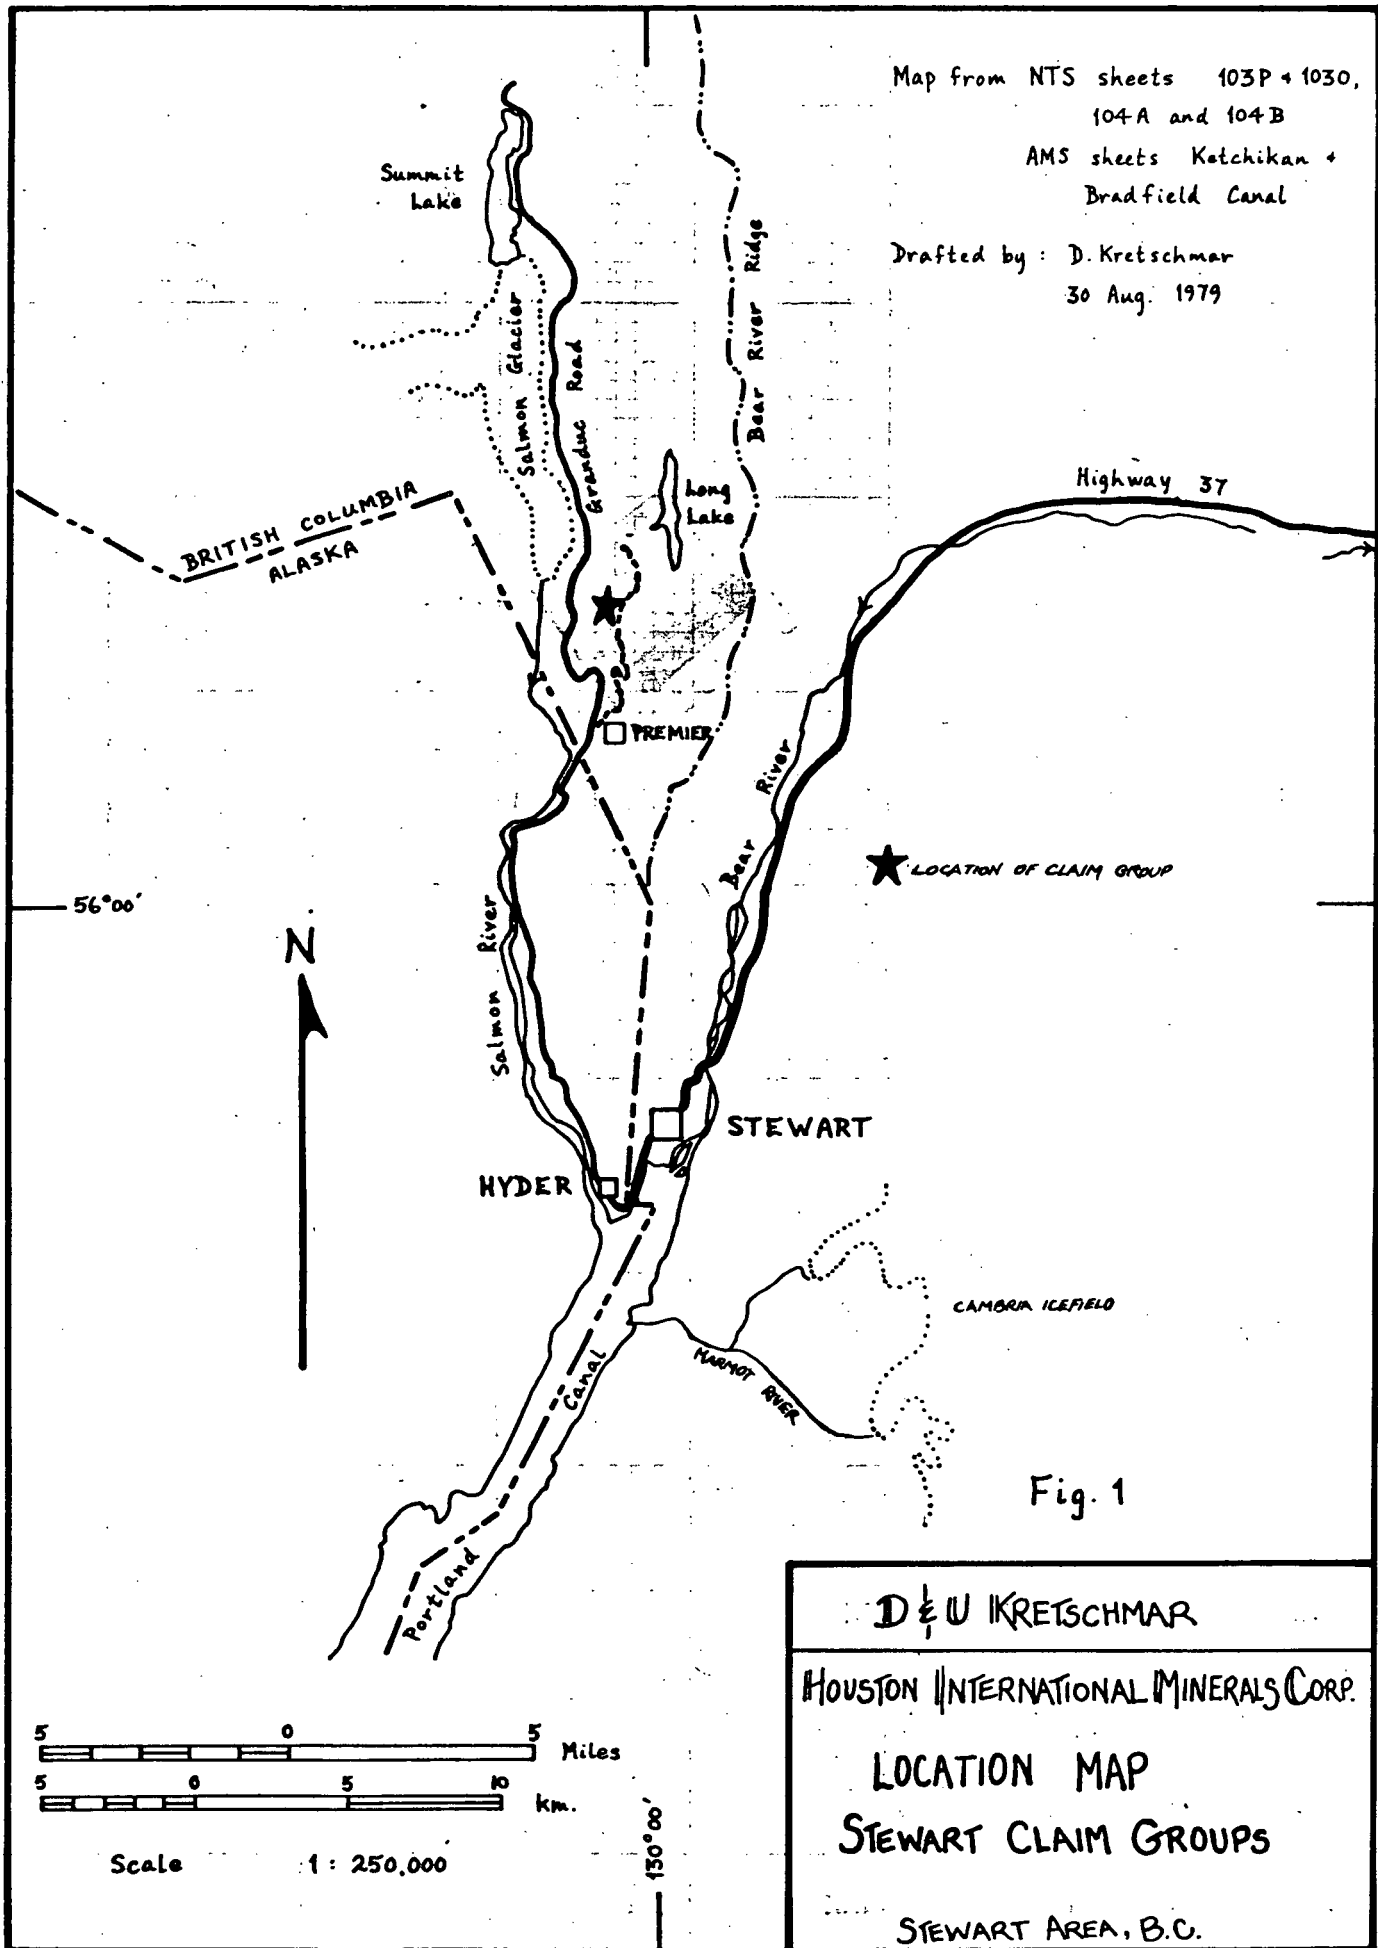 Map from NTS sheets 103P & 103O,
104A and 104B
AMS sheets Ketchikan &
Bradfield Canal
Drafted by : D. Kretschmar
30 Aug. 1979
Summit
Lake
Salmon Glacier
Granduc Road
Bear River Ridge
Long
Lake
Highway 37
BRITISH COLUMBIA
ALASKA
PREMIER
Bear River
LOCATION OF CLAIM GROUP
56°00'
N
Salmon River
STEWART
HYDER
CAMBRIA ICEFIELD
MARMOT RIVER
Portland Canal
Fig. 1
D & U KRETSCHMAR
HOUSTON INTERNATIONAL MINERALS CORP.
LOCATION MAP
STEWART CLAIM GROUPS
STEWART AREA, B.C.
5 0 5 Miles
5 0 5 10 km.
Scale 1 : 250,000
130°00'